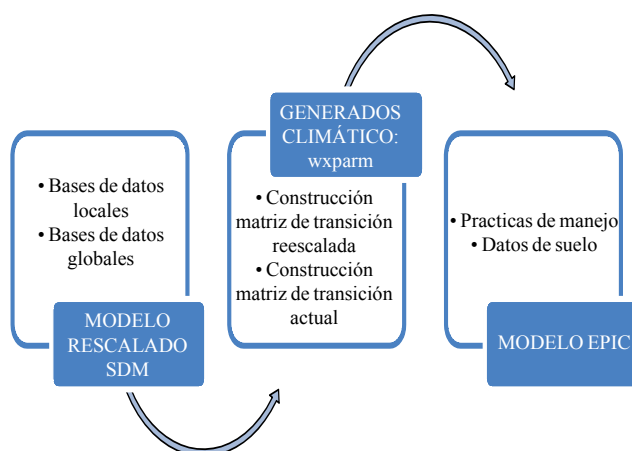 • Bases de datos
locales
• Bases de datos
globales
MODELO
RESCALADO
SDM
GENERADOS
CLIMÁTICO:
wxparm
• Construcción
matriz de transición
reescalada
• Construcción
matriz de transición
actual
• Practicas de manejo
• Datos de suelo
MODELO EPIC